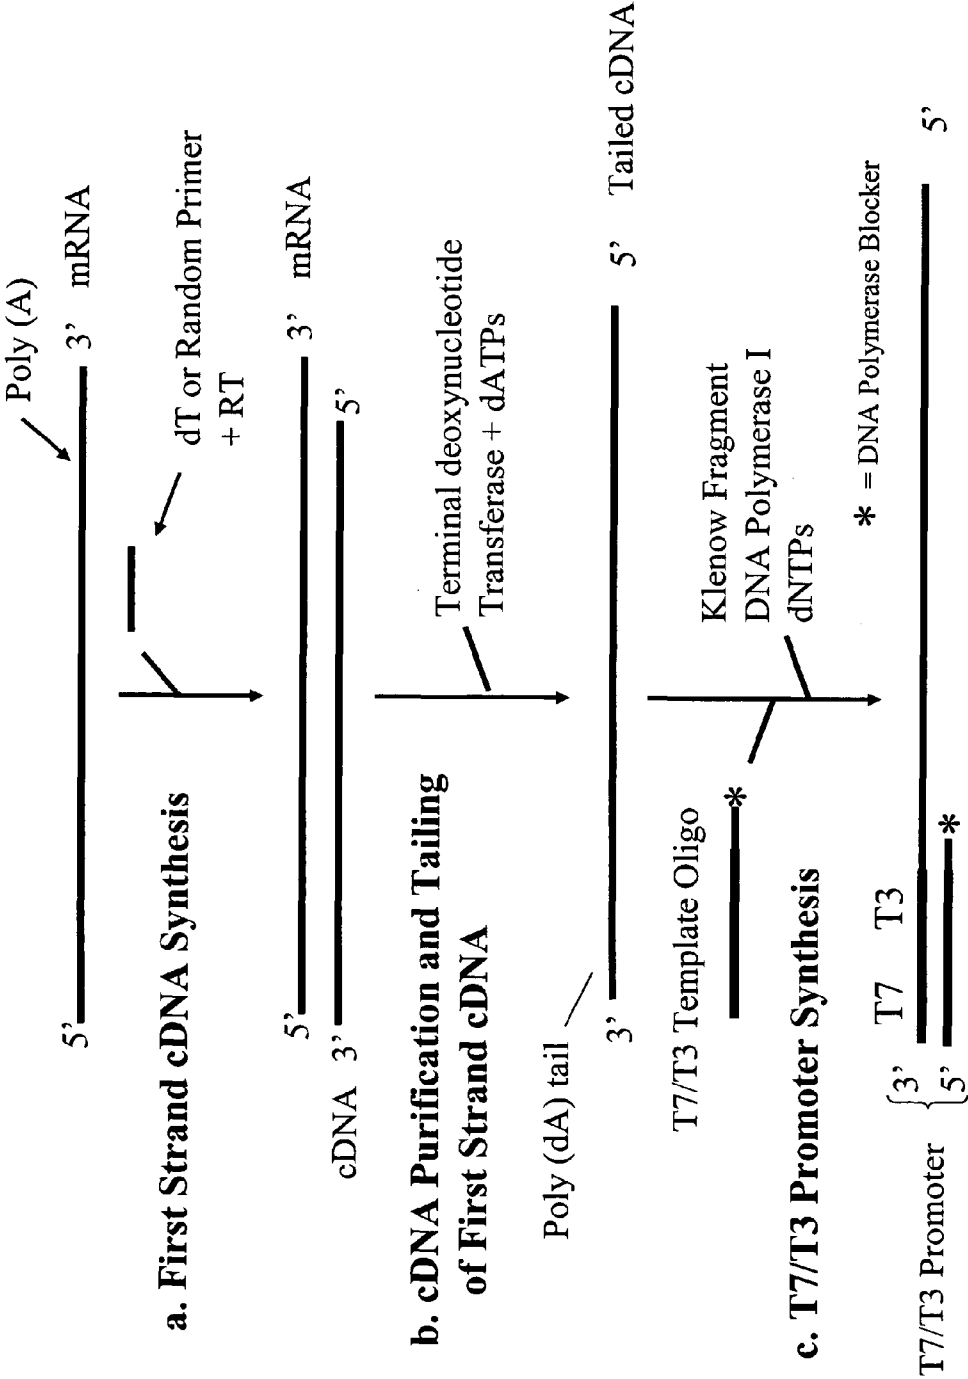 Poly (A)
5’
3’ mRNA
dT or Random Primer
+ RT
a. First Strand cDNA Synthesis
5’
3’ mRNA
cDNA 3’
5’
b. cDNA Purification and Tailing
of First Strand cDNA
Terminal deoxynucleotide
Transferase + dATPs
Poly (dA) tail
3’
5’ Tailed cDNA
T7/T3 Template Oligo
*
Klenow Fragment
DNA Polymerase I
dNTPs
c. T7/T3 Promoter Synthesis
* = DNA Polymerase Blocker
T7 T3
T7/T3 Promoter
3’
5’
5’
*